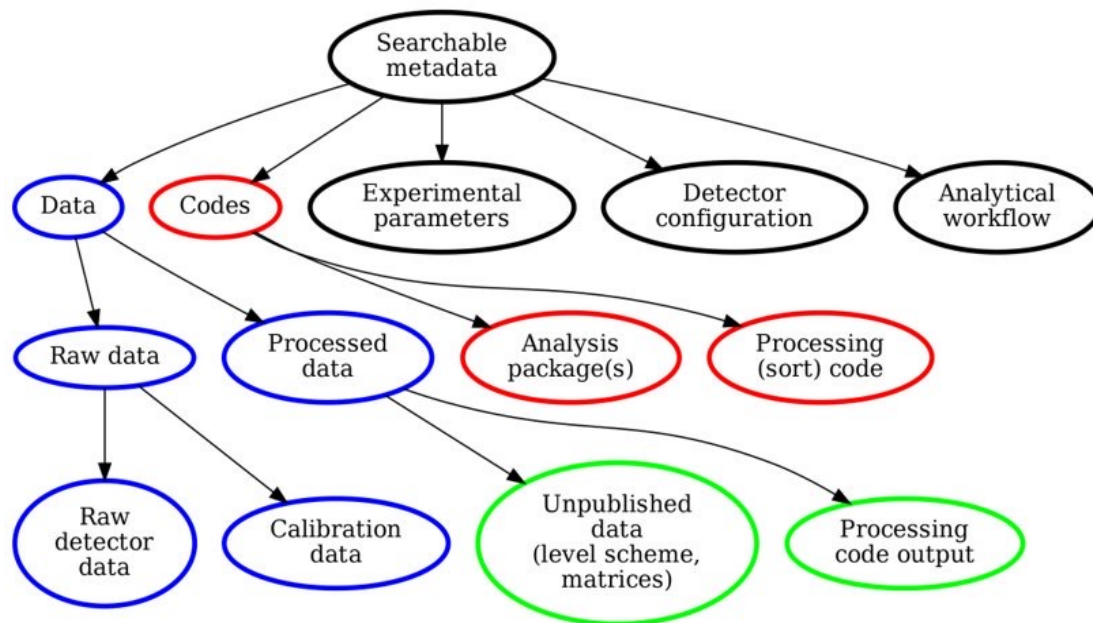 Searchable
metadata
Data
Codes
Experimental
parameters
Detector
configuration
Analytical
workflow
Raw data
Processed
data
Analysis
package(s)
Processing
(sort) code
Raw
detector
data
Calibration
data
Unpublished
data
(level scheme,
matrices)
Processing
code output